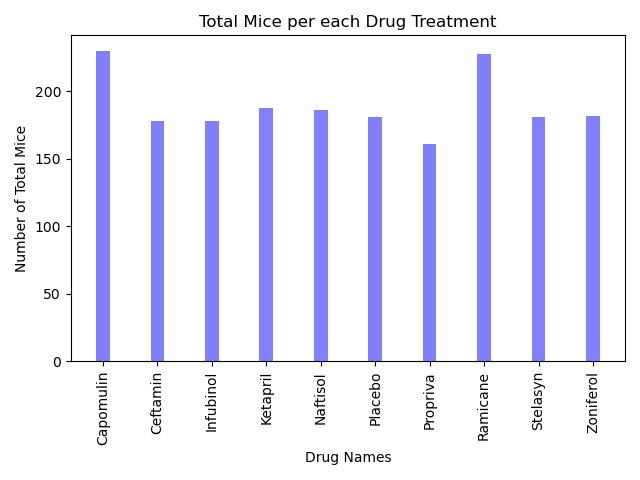 Total Mice per each Drug Treatment
Number of Total Mice
200
150
100
50
0
Capomulin
Ceftamin
Infubinol
Ketapril
Naftisol
Placebo
Propriva
Ramicane
Stelasyn
Zoniferol
Drug Names